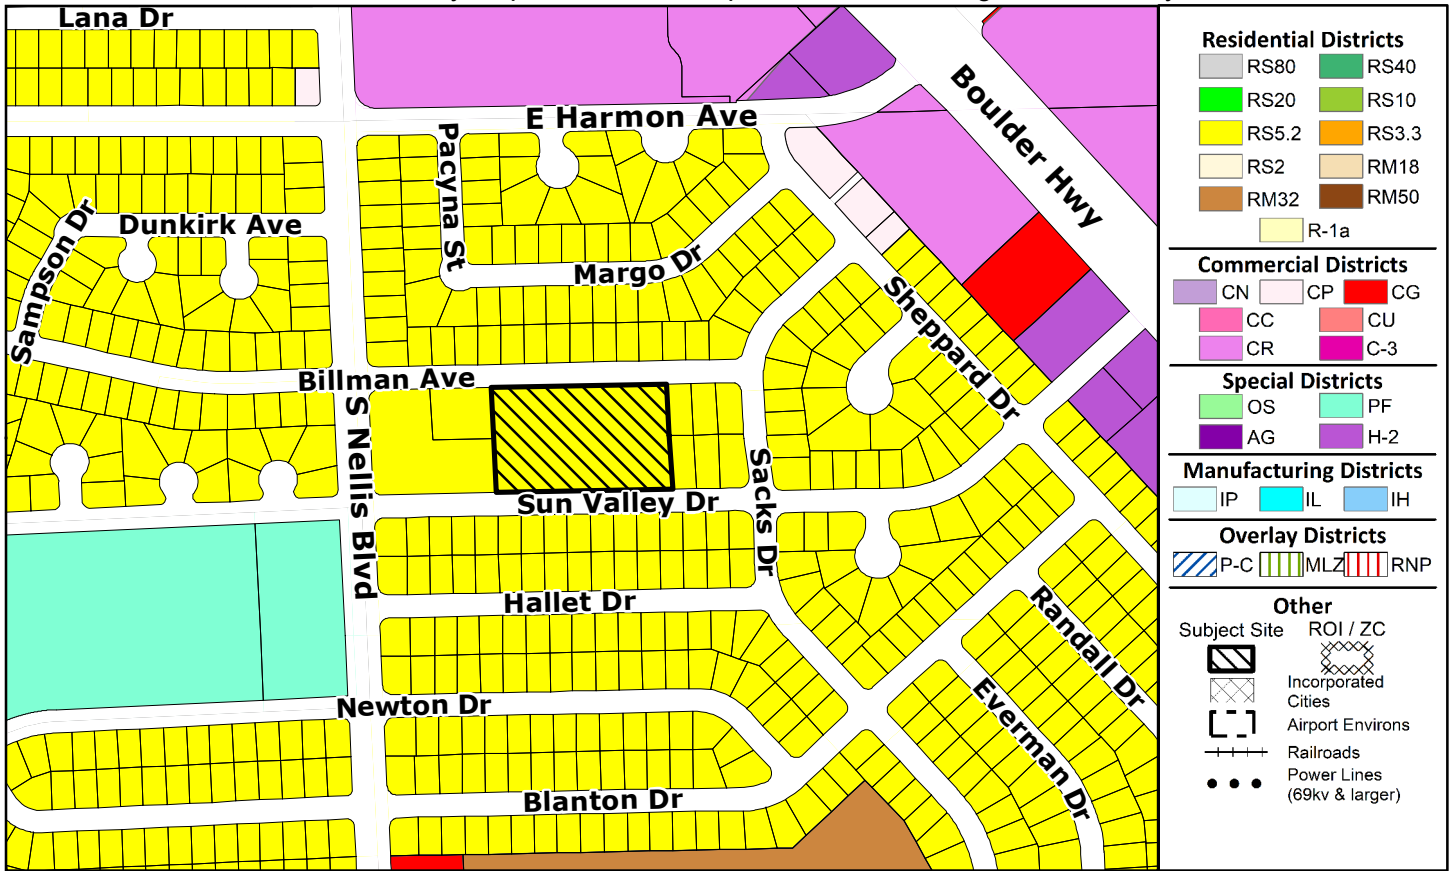 Lana Dr
E Harmon Ave
Boulder Hwy
Pacyna St
Dunkirk Ave
Sampson Dr
Margo Dr
Sheppard Dr
Billman Ave
S Nellis Blvd
Sun Valley Dr
Sacks Dr
Hallet Dr
Randall Dr
Newton Dr
Everman Dr
Blanton Dr
Residential Districts
RS80 RS40
RS20 RS10
RS5.2 RS3.3
RS2 RM18
RM32 RM50
R-1a
Commercial Districts
CN CP CG
CC CU
CR C-3
Special Districts
OS PF
AG H-2
Manufacturing Districts
IP IL IH
Overlay Districts
P-C MLZ RNP
Other
Subject Site ROI / ZC
Incorporated
Cities
Airport Environs
Railroads
Power Lines
(69kv & larger)